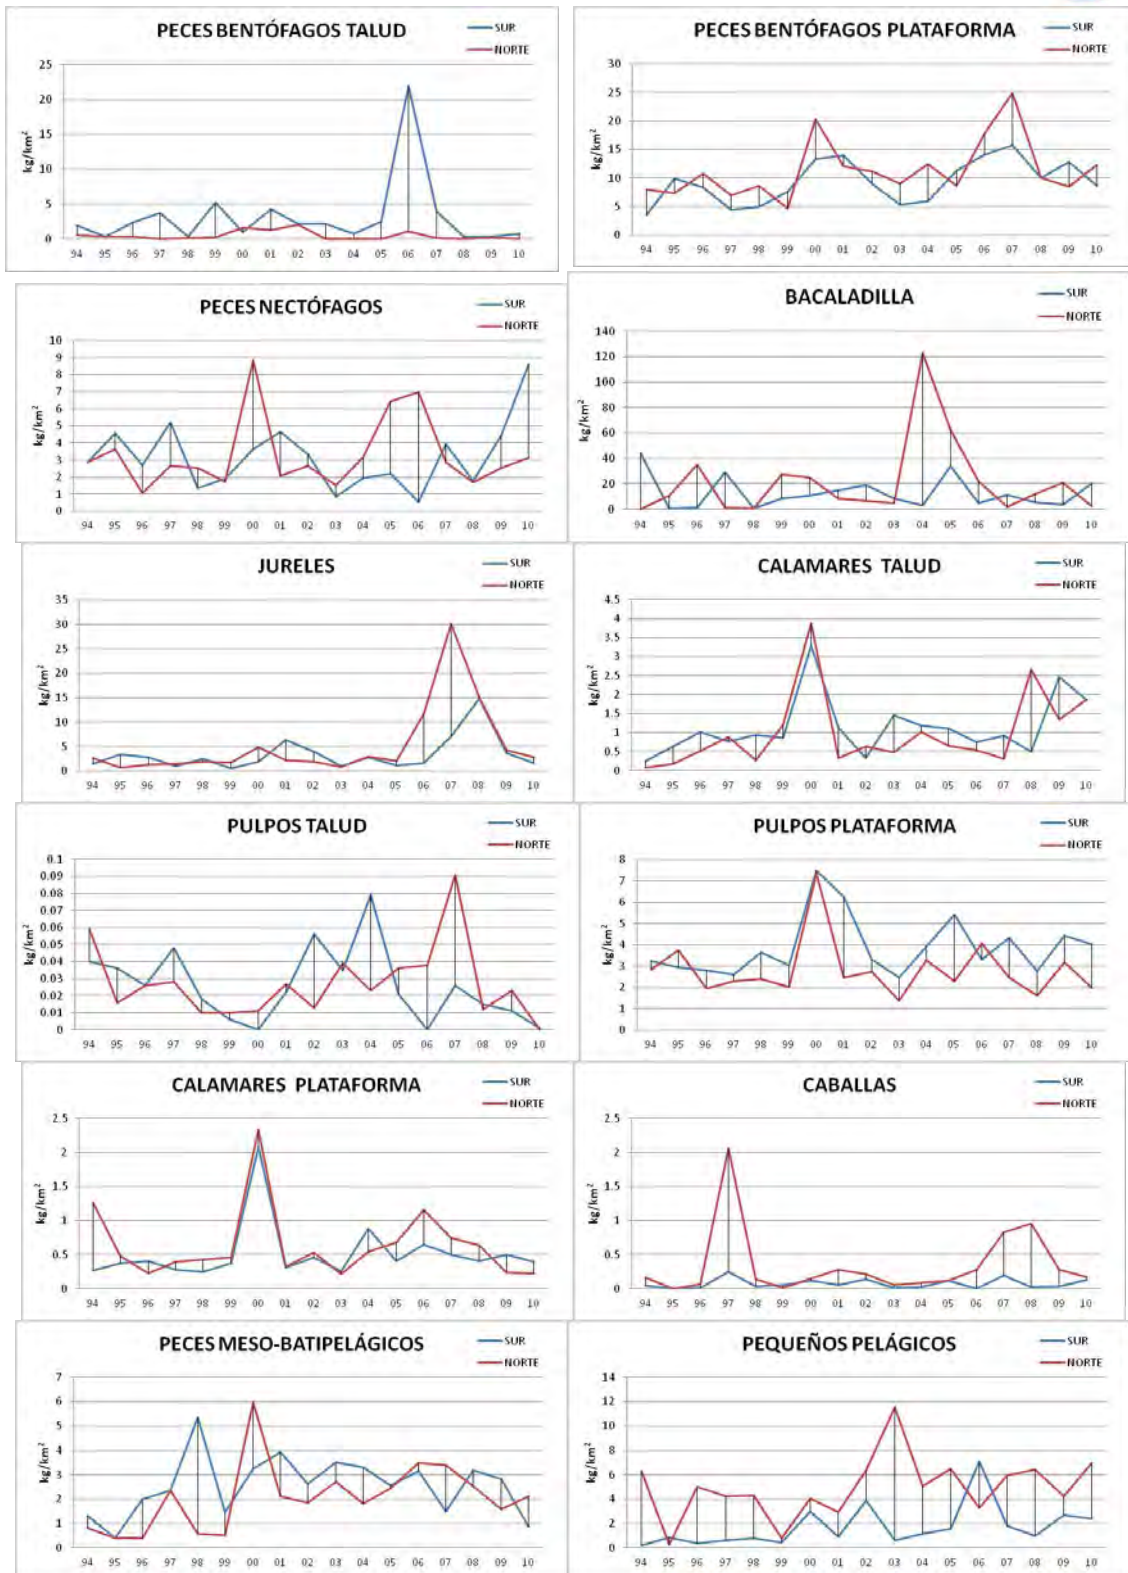 PECES BENTÓFAGOS TALUD
SUR
NORTE
kg/km²
25
20
15
10
5
0
94 95 96 97 98 99 00 01 02 03 04 05 06 07 08 09 10
PECES BENTÓFAGOS PLATAFORMA
SUR
NORTE
kg/km²
30
25
20
15
10
5
0
94 95 96 97 98 99 00 01 02 03 04 05 06 07 08 09 10
PECES NECTÓFAGOS
SUR
NORTE
kg/km²
10
9
8
7
6
5
4
3
2
1
0
94 95 96 97 98 99 00 01 02 03 04 05 06 07 08 09 10
BACALADILLA
SUR
NORTE
kg/km²
140
120
100
80
60
40
20
0
94 95 96 97 98 99 00 01 02 03 04 05 06 07 08 09 10
JURELES
SUR
NORTE
kg/km²
35
30
25
20
15
10
5
0
94 95 96 97 98 99 00 01 02 03 04 05 06 07 08 09 10
CALAMARES TALUD
SUR
NORTE
kg/km²
4.5
4
3.5
3
2.5
2
1.5
1
0.5
0
94 95 96 97 98 99 00 01 02 03 04 05 06 07 08 09 10
PULPOS TALUD
SUR
NORTE
kg/km²
0.1
0.09
0.08
0.07
0.06
0.05
0.04
0.03
0.02
0.01
0
94 95 96 97 98 99 00 01 02 03 04 05 06 07 08 09 10
PULPOS PLATAFORMA
SUR
NORTE
kg/km²
8
7
6
5
4
3
2
1
0
94 95 96 97 98 99 00 01 02 03 04 05 06 07 08 09 10
CALAMARES PLATAFORMA
SUR
NORTE
kg/km²
2.5
2
1.5
1
0.5
0
94 95 96 97 98 99 00 01 02 03 04 05 06 07 08 09 10
CABALLAS
SUR
NORTE
kg/km²
2.5
2
1.5
1
0.5
0
94 95 96 97 98 99 00 01 02 03 04 05 06 07 08 09 10
PECES MESO-BATIPELÁGICOS
SUR
NORTE
kg/km²
7
6
5
4
3
2
1
0
94 95 96 97 98 99 00 01 02 03 04 05 06 07 08 09 10
PEQUEÑOS PELÁGICOS
SUR
NORTE
kg/km²
14
12
10
8
6
4
2
0
94 95 96 97 98 99 00 01 02 03 04 05 06 07 08 09 10